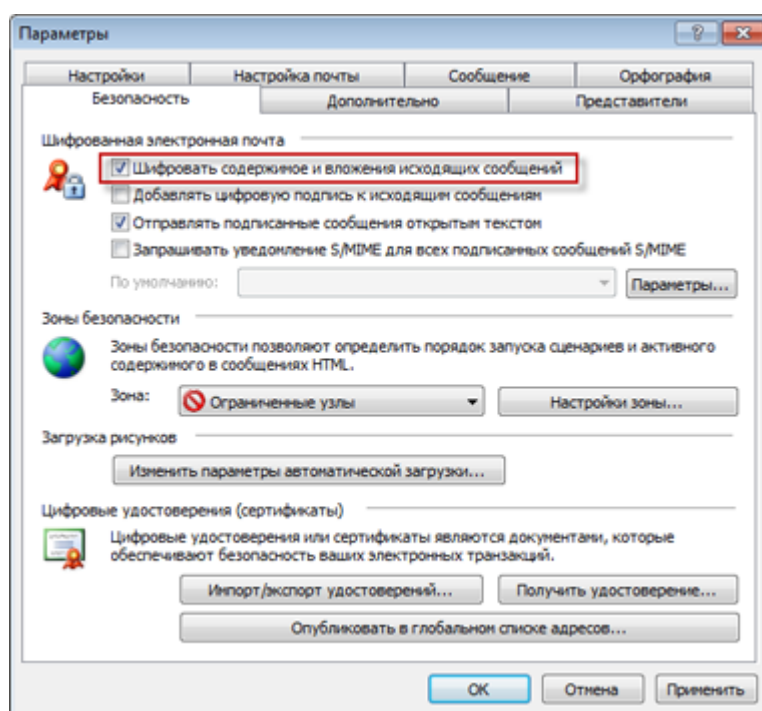 Параметры
Настройки Настройка почты Сообщение Орфография
Безопасность Дополнительно Представители
Шифрованная электронная почта
Шифровать содержимое и вложения исходящих сообщений
Добавлять цифровую подпись к исходящим сообщениям
Отправлять подписанные сообщения открытым текстом
Запрашивать уведомление S/MIME для всех подписанных сообщений S/MIME
По умолчанию: Параметры...
Зоны безопасности
Зоны безопасности позволяют определить порядок запуска сценариев и активного
содержимого в сообщениях HTML.
Зона: Ограниченные узлы Настройки зоны...
Загрузка рисунков
Изменить параметры автоматической загрузки...
Цифровые удостоверения (сертификаты)
Цифровые удостоверения или сертификаты являются документами, которые
обеспечивают безопасность ваших электронных транзакций.
Импорт/экспорт удостоверений... Получить удостоверение...
Опубликовать в глобальном списке адресов...
ОК Отмена Применить